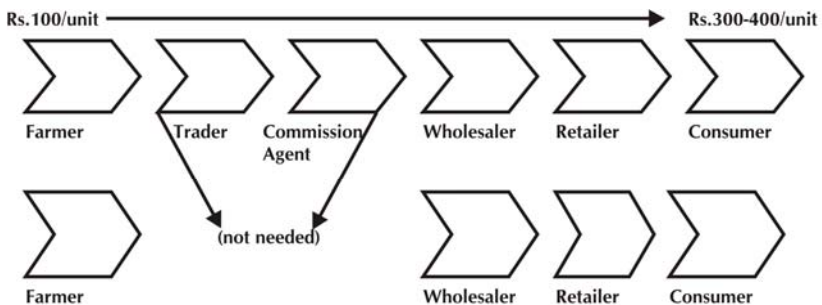 Rs.100/unit Rs.300-400/unit
Farmer Trader Commission Agent Wholesaler Retailer Consumer
(not needed)
Farmer Wholesaler Retailer Consumer